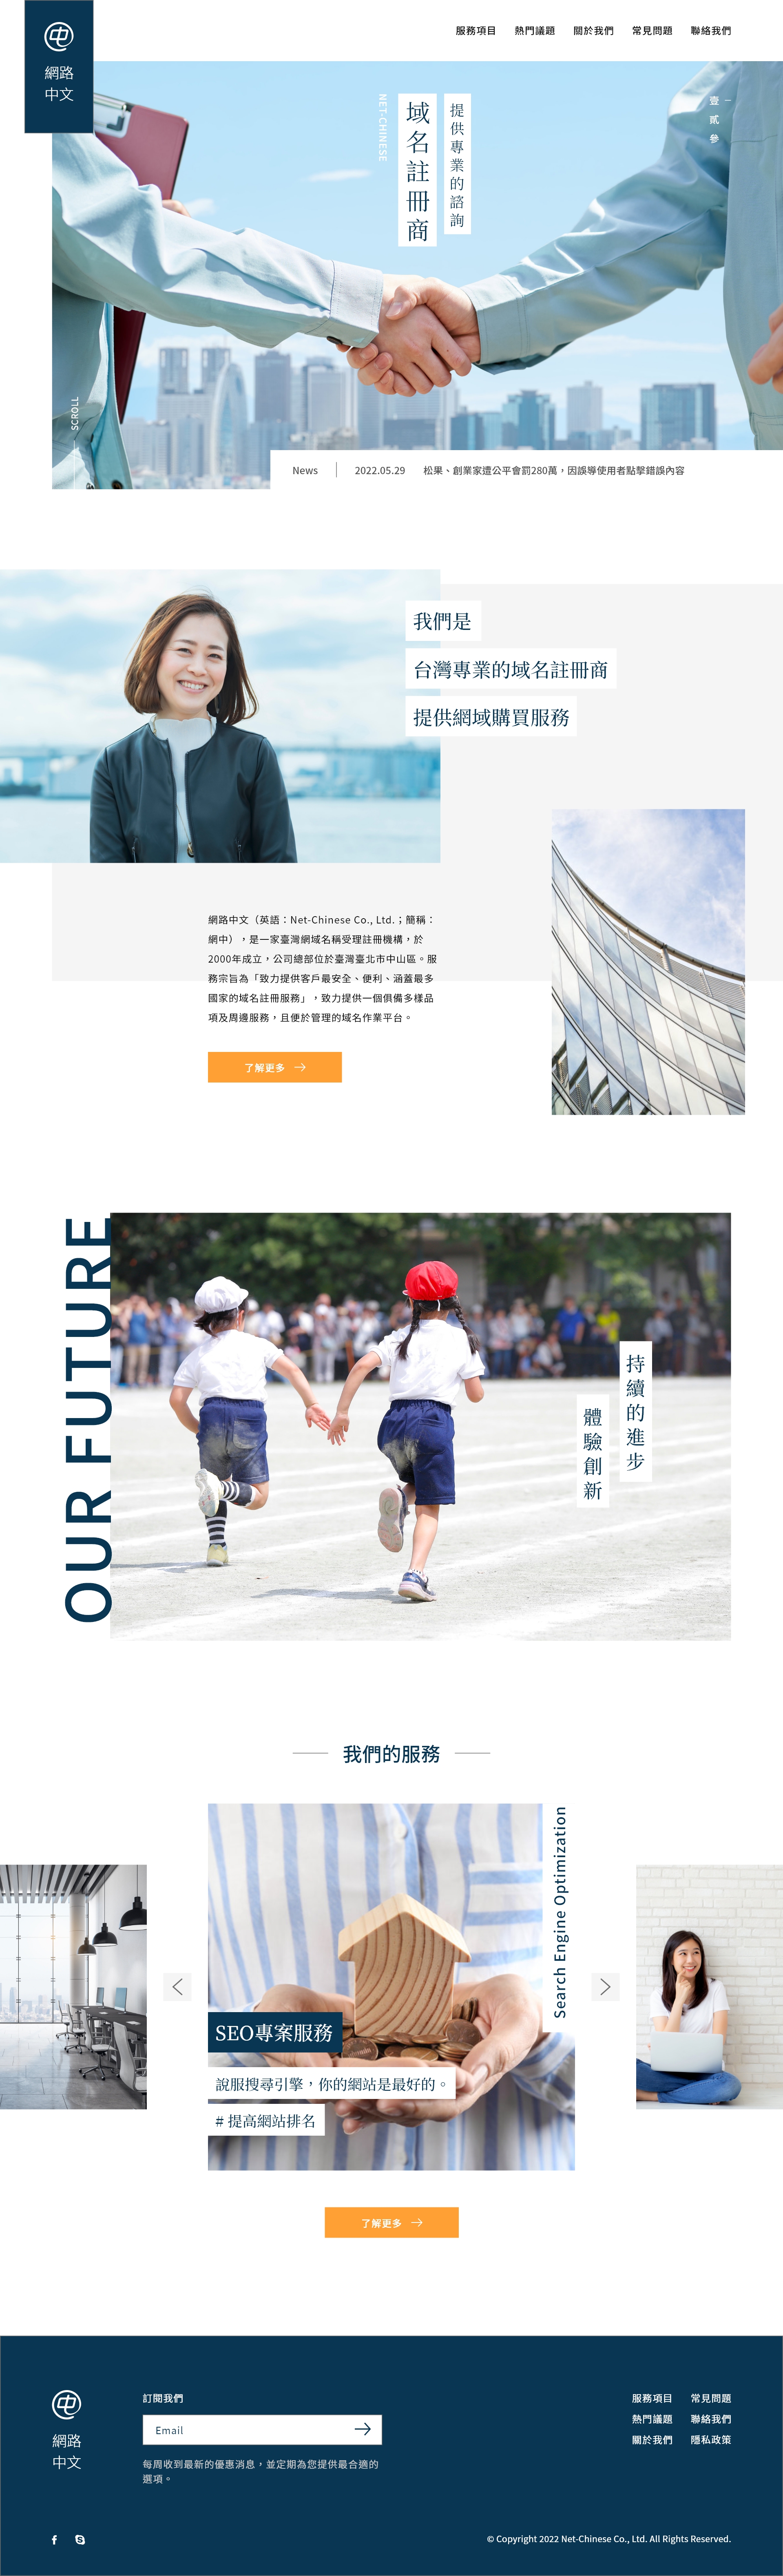 網路
中文
服務項目
熱門議題
關於我們
常見問題
聯絡我們
提供專業的諮詢
域名註冊商
NET-CHINESE
壹
貳
參
SCROLL
News
2022.05.29
松果、創業家遭公平會罰280萬，因誤導使用者點擊錯誤內容
我們是
台灣專業的域名註冊商
提供網域購買服務
網路中文（英語：Net-Chinese Co., Ltd.；簡稱：
網中），是一家臺灣網域名稱受理註冊機構，於
2000年成立，公司總部位於臺灣臺北市中山區。服
務宗旨為「致力提供客戶最安全、便利、涵蓋最多
國家的域名註冊服務」，致力提供一個俱備多樣品
項及周邊服務，且便於管理的域名作業平台。
了解更多
OUR FUTURE
持續的進步
體驗創新
我們的服務
Search Engine Optimization
SEO專案服務
說服搜尋引擎，你的網站是最好的。
# 提高網站排名
了解更多
網路
中文
訂閱我們
Email
每周收到最新的優惠消息，並定期為您提供最合適的
選項。
服務項目
常見問題
熱門議題
聯絡我們
關於我們
隱私政策
© Copyright 2022 Net-Chinese Co., Ltd. All Rights Reserved.